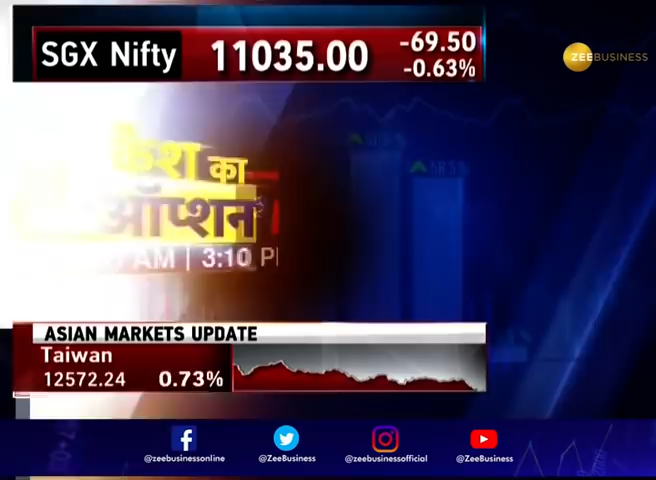 SGX Nifty 11035.00 -69.50
-0.63%
ZEEBUSINESS
कैश का
ऑप्शन
AM | 3:10 P
ASIAN MARKETS UPDATE
Taiwan
12572.24 0.73%
@zeebusinessonline @ZeeBusiness @zeebusinessofficial @ZeeBusiness